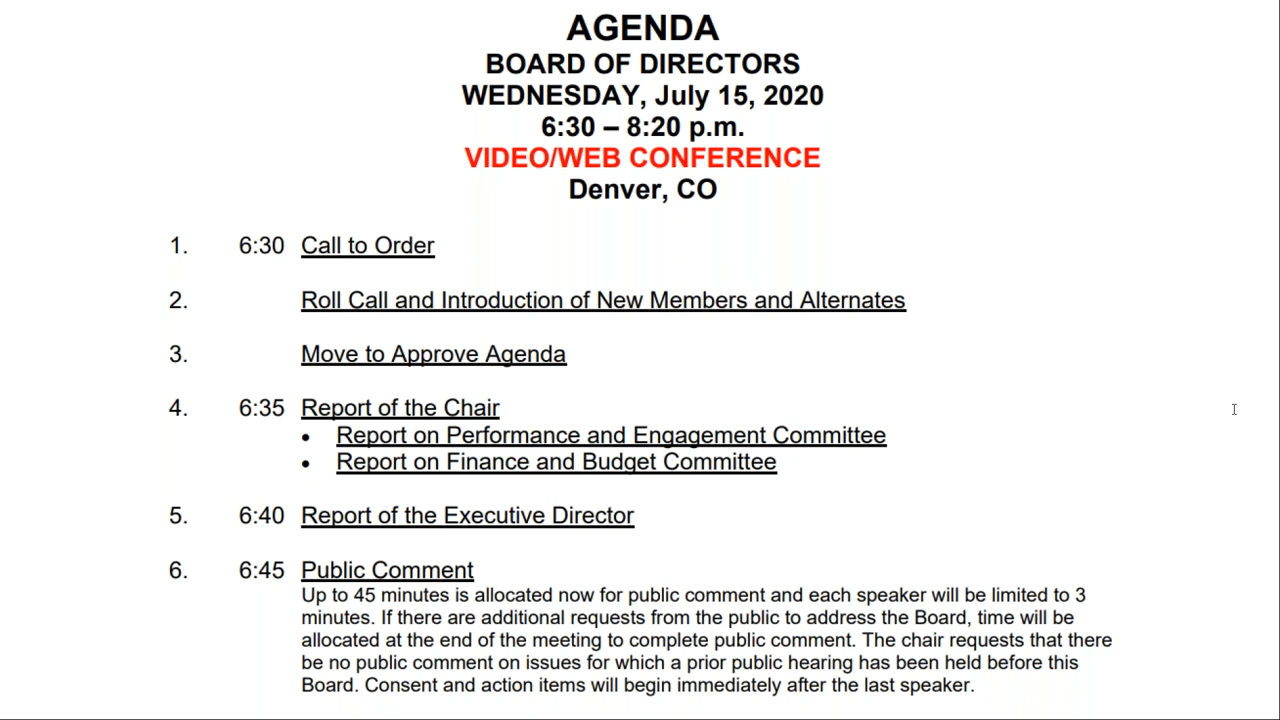 AGENDA
BOARD OF DIRECTORS
WEDNESDAY, July 15, 2020
6:30 – 8:20 p.m.
VIDEO/WEB CONFERENCE
Denver, CO
1. 6:30 Call to Order
2. Roll Call and Introduction of New Members and Alternates
3. Move to Approve Agenda
4. 6:35 Report of the Chair
• Report on Performance and Engagement Committee
• Report on Finance and Budget Committee
5. 6:40 Report of the Executive Director
6. 6:45 Public Comment
Up to 45 minutes is allocated now for public comment and each speaker will be limited to 3
minutes. If there are additional requests from the public to address the Board, time will be
allocated at the end of the meeting to complete public comment. The chair requests that there
be no public comment on issues for which a prior public hearing has been held before this
Board. Consent and action items will begin immediately after the last speaker.